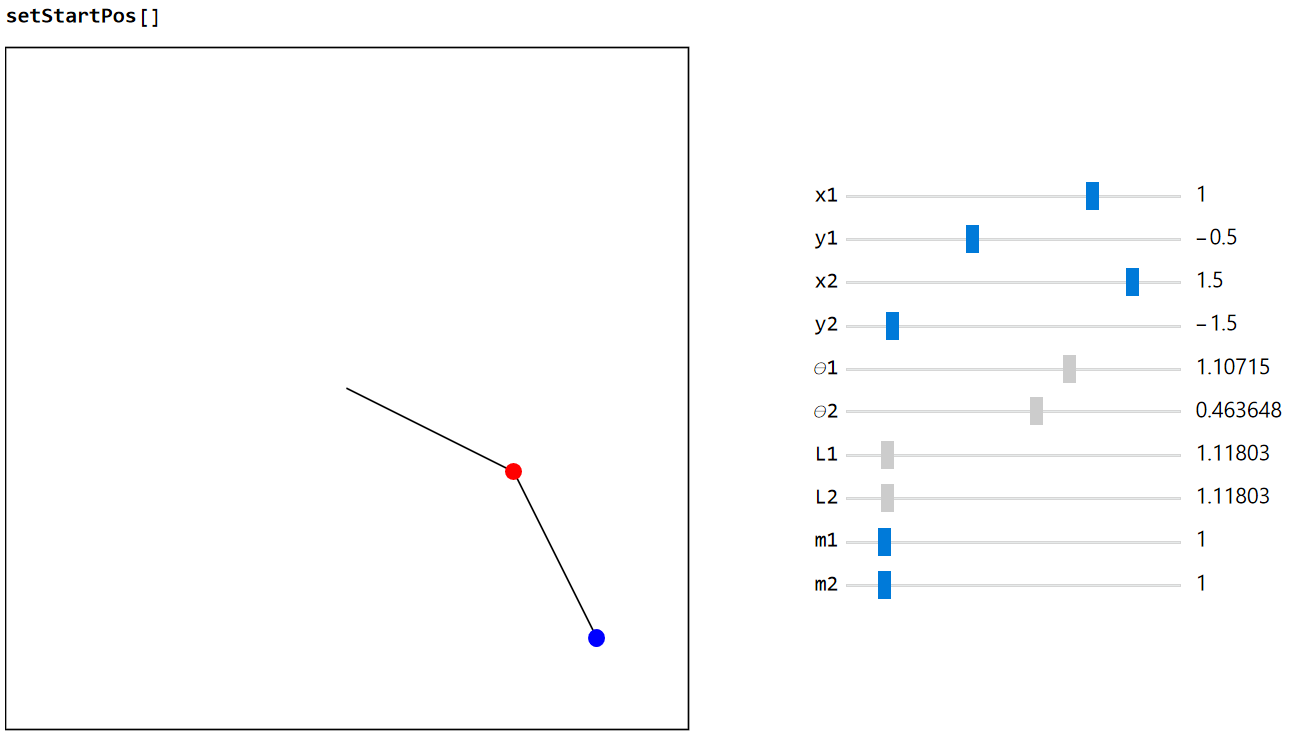 setStartPos[]
x1 1
y1 -0.5
x2 1.5
y2 -1.5
θ1 1.10715
θ2 0.463648
L1 1.11803
L2 1.11803
m1 1
m2 1